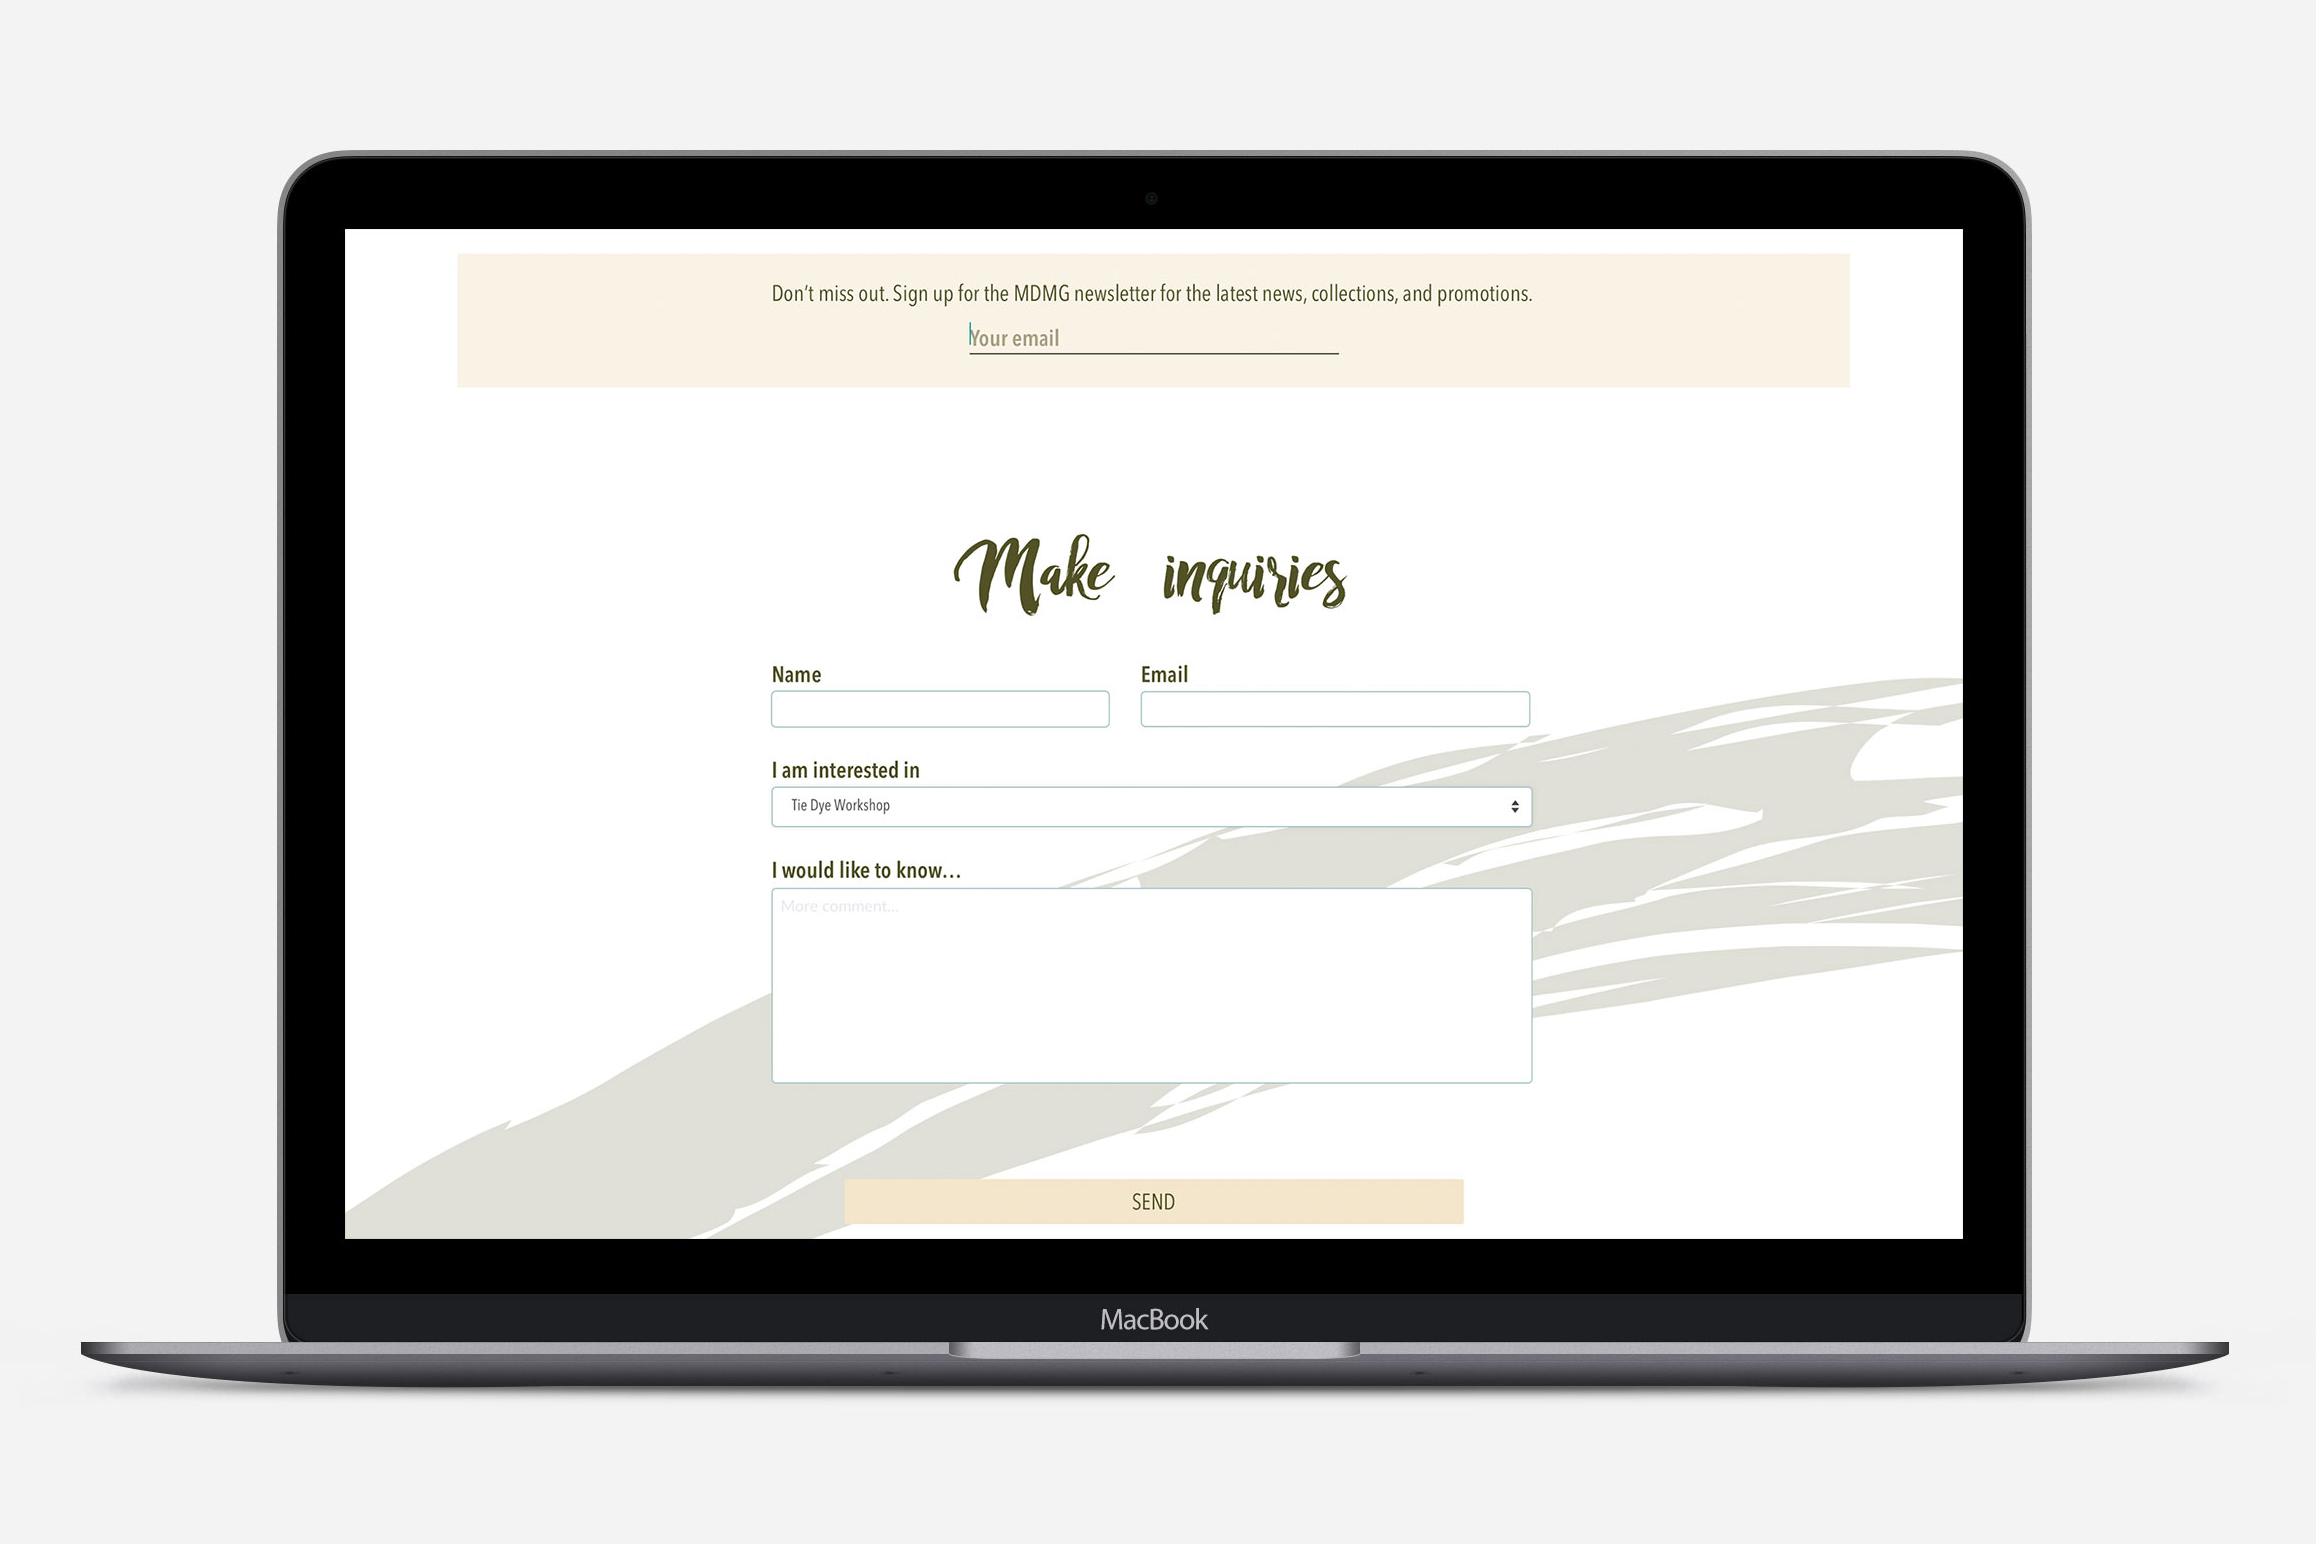 Don't miss out. Sign up for the MDMG newsletter for the latest news, collections, and promotions.
Your email
Make inquiries
Name Email
I am interested in
Tie Dye Workshop
I would like to know...
More comment...
SEND
MacBook